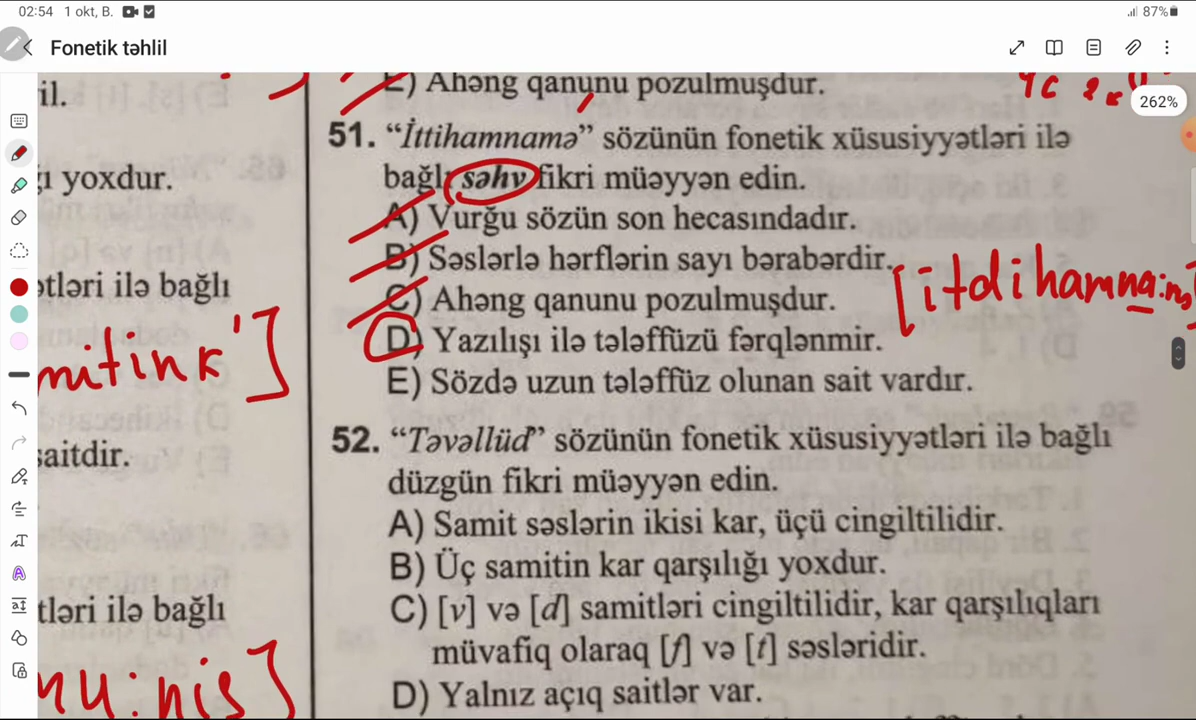 02:54 1 okt, B. 87%
Fonetik təhlil
262%
il.
E) Ahəng qanunu pozulmuşdur.
51. “İttihamnamə” sözünün fonetik xüsusiyyətləri ilə
bağlı səhv fikri müəyyən edin.
A) Vurğu sözün son hecasındadır.
B) Səslərlə hərflərin sayı bərabərdir.
C) Ahəng qanunu pozulmuşdur.
D) Yazılışı ilə tələffüzü fərqlənmir.
E) Sözdə uzun tələffüz olunan sait vardır.
[itdihamna:mə
52. “Təvəllüd” sözünün fonetik xüsusiyyətləri ilə bağlı
düzgün fikri müəyyən edin.
A) Samit səslərin ikisi kar, üçü cingiltilidir.
B) Üç samitin kar qarşılığı yoxdur.
C) [v] və [d] samitləri cingiltilidir, kar qarşılıqları
müvafiq olaraq [f] və [t] səsləridir.
D) Yalnız açıq saitlər var.
ı yoxdur.
ətləri ilə bağlı
mitink']
saitdir.
tləri ilə bağlı
mu:nis]